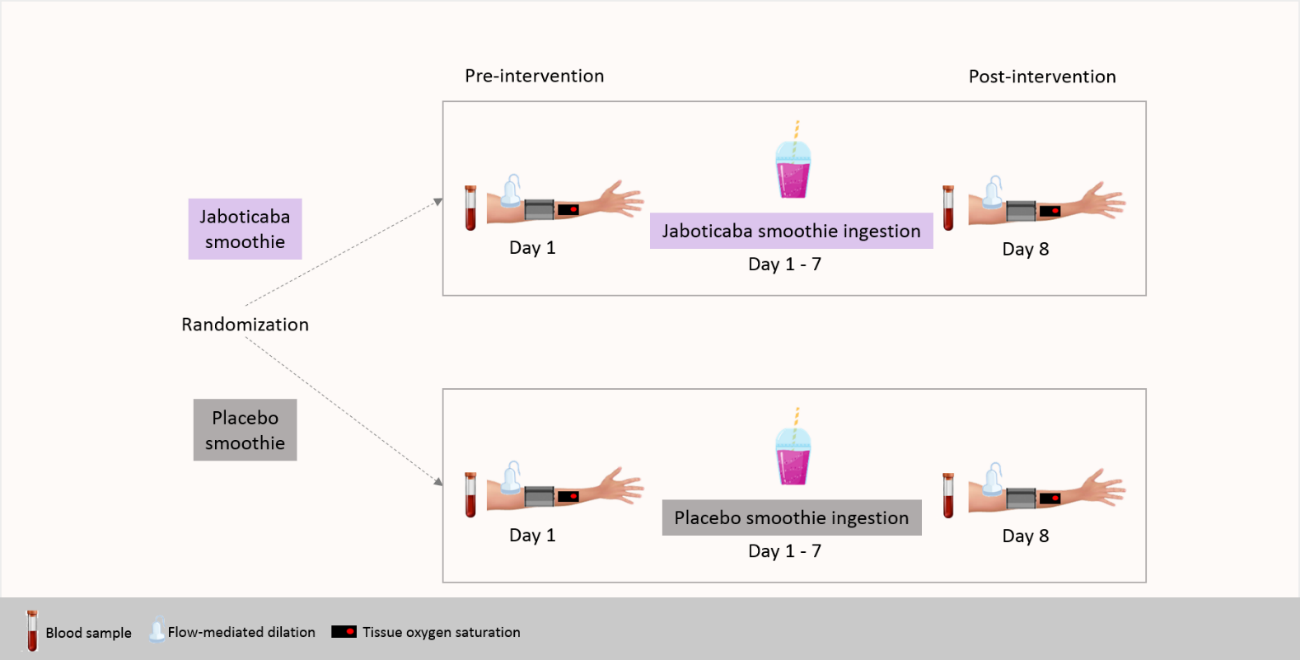 Pre-intervention
Post-intervention
Jaboticaba
smoothie
Day 1
Jaboticaba smoothie ingestion
Day 1 - 7
Day 8
Randomization
Placebo
smoothie
Day 1
Placebo smoothie ingestion
Day 1 - 7
Day 8
Blood sample
Flow-mediated dilation
Tissue oxygen saturation